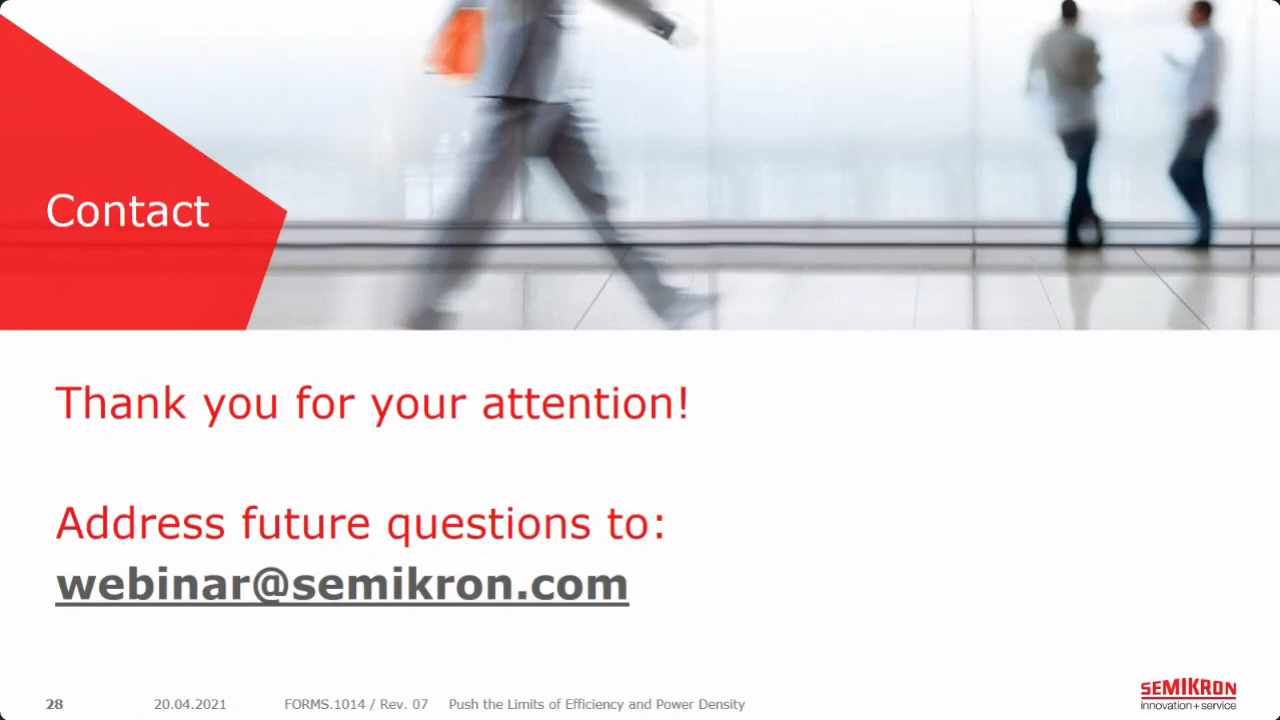 Contact
Thank you for your attention!
Address future questions to:
webinar@semikron.com
28 20.04.2021 FORMS.1014 / Rev. 07 Push the Limits of Efficiency and Power Density
SEMIKRON
innovation+service